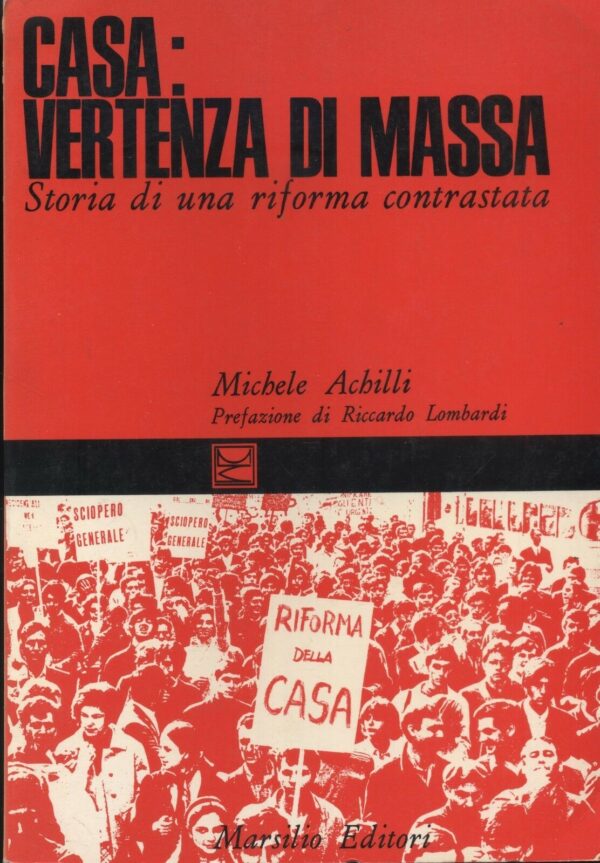 CASA:
VERTENZA DI MASSA
Storia di una riforma contrastata
Michele Achilli
Prefazione di Riccardo Lombardi
SCIOPERO
GENERALE
SCIOPERO
GENERALE
RIFORMA
DELLA
CASA
Marsilio Editori